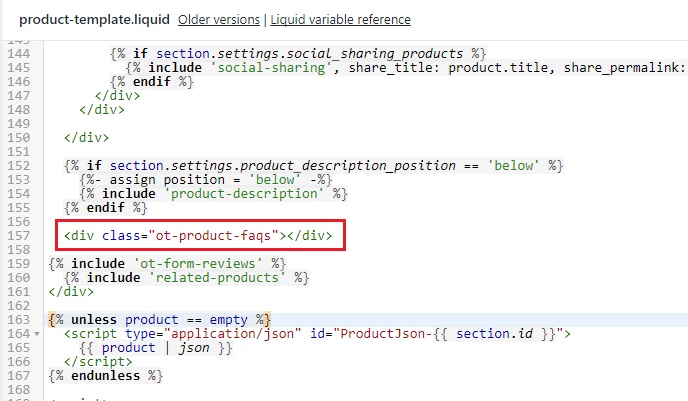 product-template.liquid Older versions | Liquid variable reference
144 {% if section.settings.social_sharing_products %}
145 {% include 'social-sharing', share_title: product.title, share_permalink:
146 {% endif %}
147 </div>
148 </div>
149
150 </div>
151
152 {% if section.settings.product_description_position == 'below' %}
153 {%- assign position = 'below' -%}
154 {% include 'product-description' %}
155 {% endif %}
156
157 <div class="ot-product-faqs"></div>
158
159 {% include 'ot-form-reviews' %}
160 {% include 'related-products' %}
161 </div>
162
163 {% unless product == empty %}
164 <script type="application/json" id="ProductJson-{{ section.id }}">
165 {{ product | json }}
166 </script>
167 {% endunless %}
168